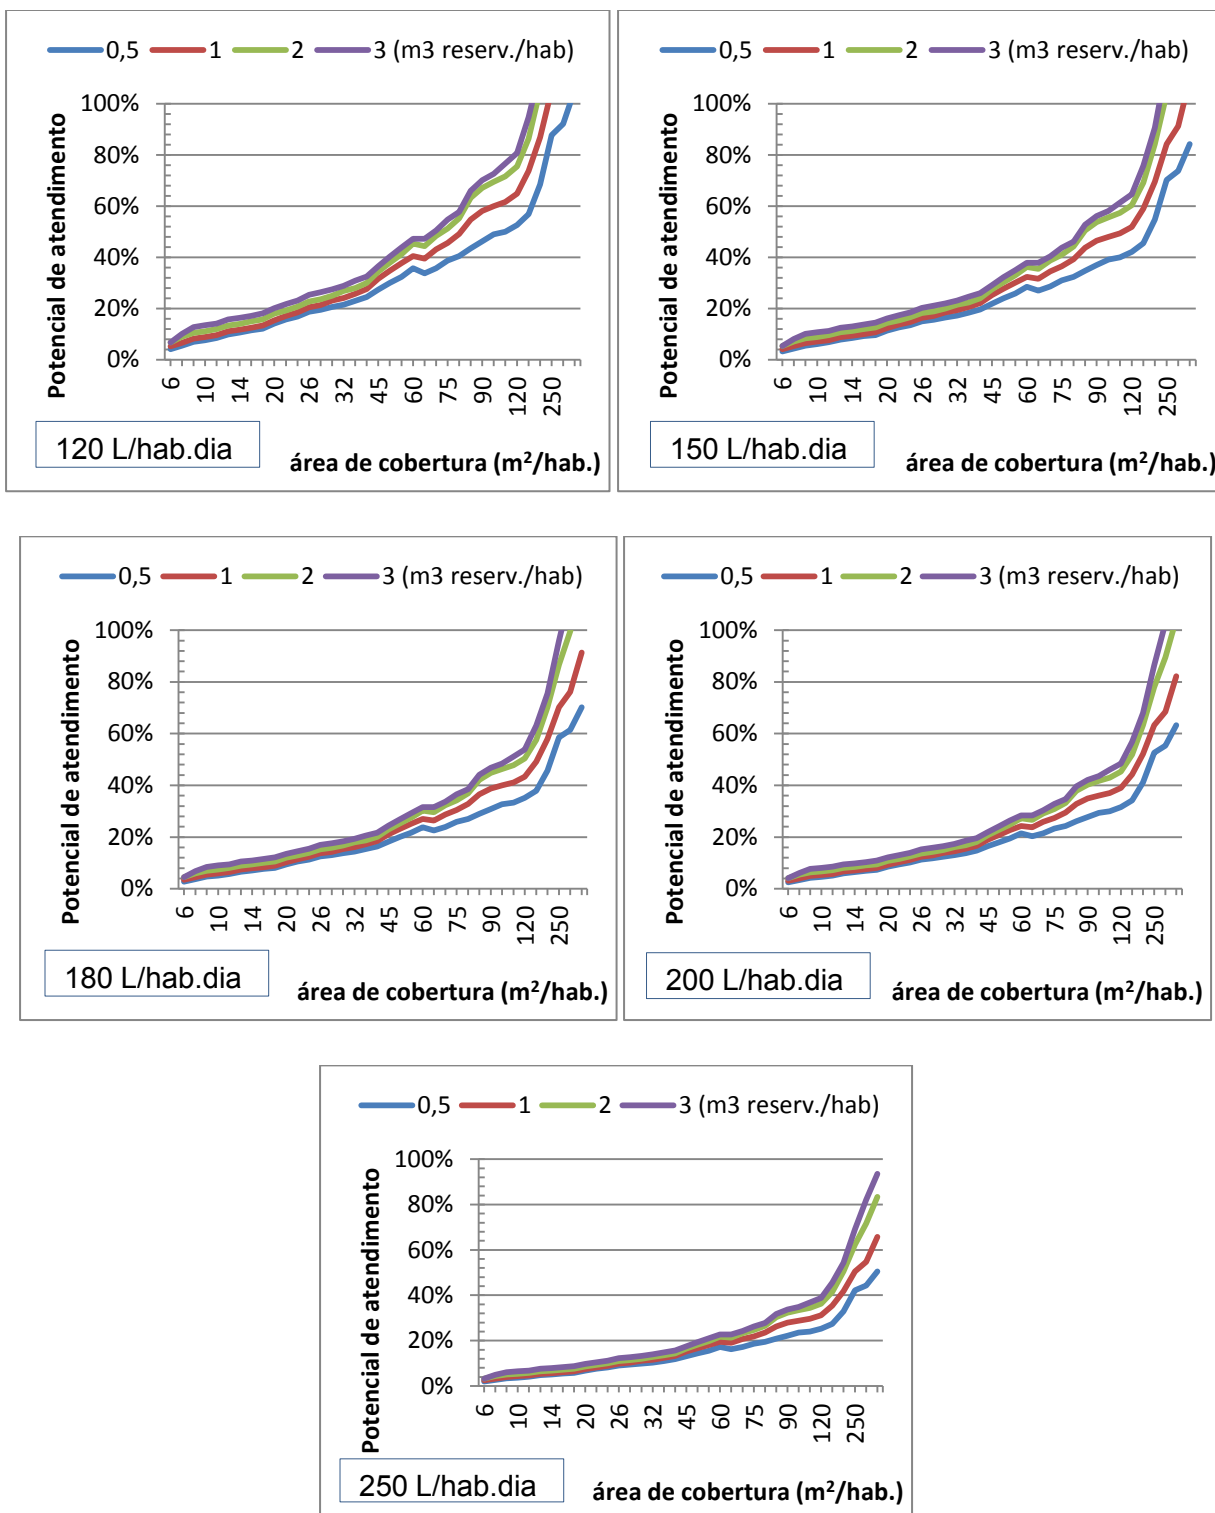 0,5 1 2 3 (m3 reserv./hab)
Potencial de atendimento
100%
80%
60%
40%
20%
0%
6 10 14 20 26 32 45 60 75 90 120 250
120 L/hab.dia
área de cobertura (m²/hab.)
0,5 1 2 3 (m3 reserv./hab)
Potencial de atendimento
100%
80%
60%
40%
20%
0%
6 10 14 20 26 32 45 60 75 90 120 250
150 L/hab.dia
área de cobertura (m²/hab.)
0,5 1 2 3 (m3 reserv./hab)
Potencial de atendimento
100%
80%
60%
40%
20%
0%
6 10 14 20 26 32 45 60 75 90 120 250
180 L/hab.dia
área de cobertura (m²/hab.)
0,5 1 2 3 (m3 reserv./hab)
Potencial de atendimento
100%
80%
60%
40%
20%
0%
6 10 14 20 26 32 45 60 75 90 120 250
200 L/hab.dia
área de cobertura (m²/hab.)
0,5 1 2 3 (m3 reserv./hab)
Potencial de atendimento
100%
80%
60%
40%
20%
0%
6 10 14 20 26 32 45 60 75 90 120 250
250 L/hab.dia
área de cobertura (m²/hab.)